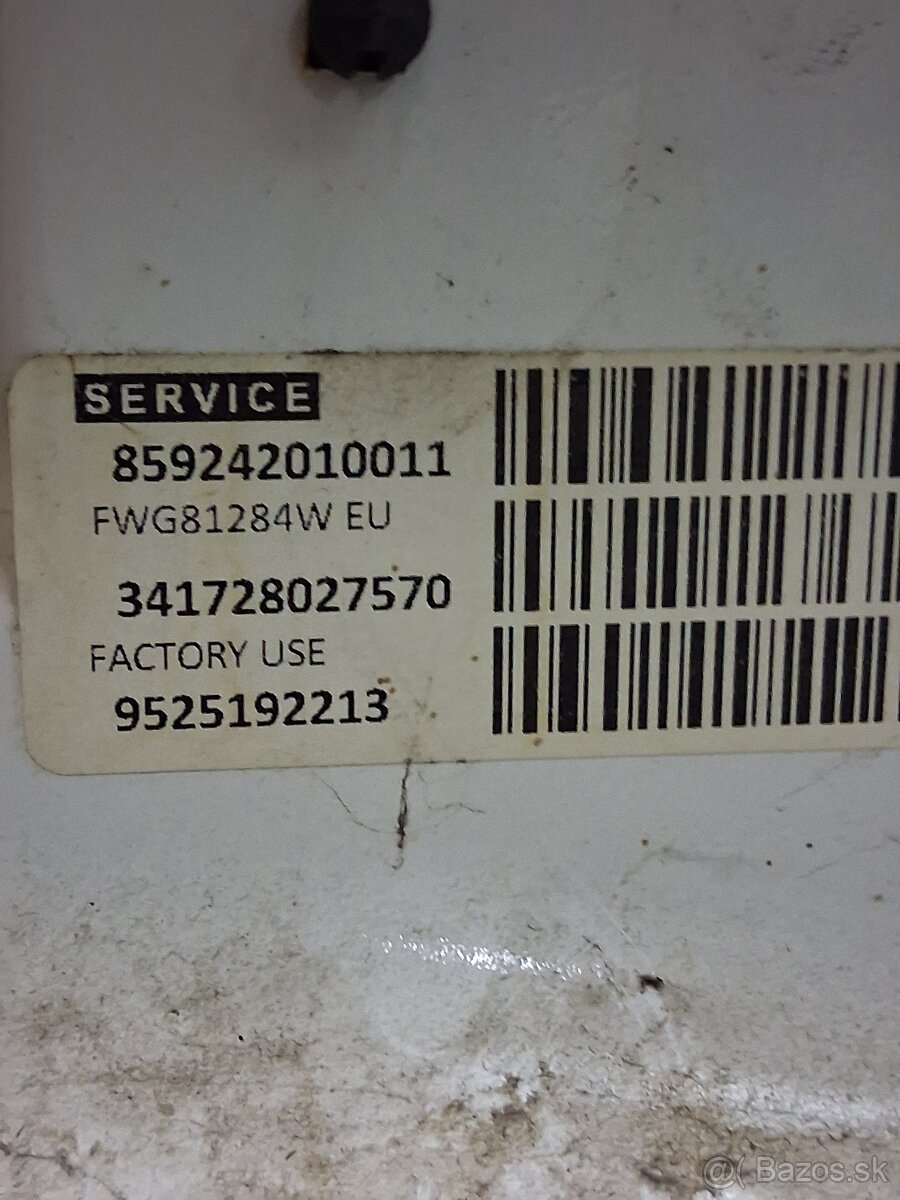 SERVICE
859242010011
FWG81284W EU
341728027570
FACTORY USE
9525192213
@( Bazos.sk